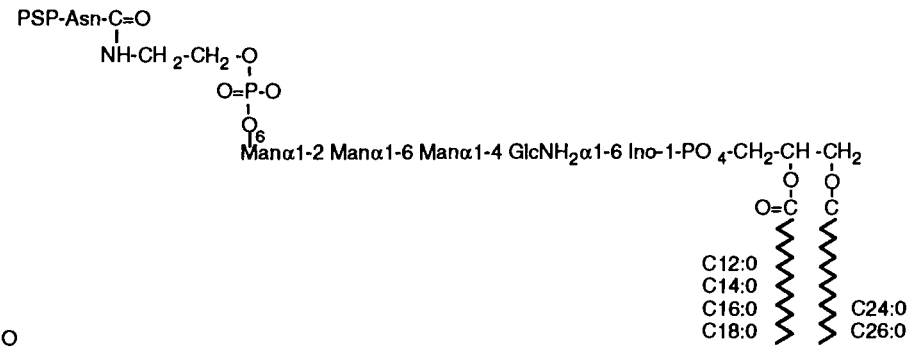 PSP-Asn-C=O
NH-CH2-CH2-O
O=P-O
O
6
Manα1-2 Manα1-6 Manα1-4 GlcNH2α1-6 Ino-1-PO4-CH2-CH-CH2
O O
O=C C
C12:0
C14:0
C16:0 C24:0
C18:0 C26:0
O